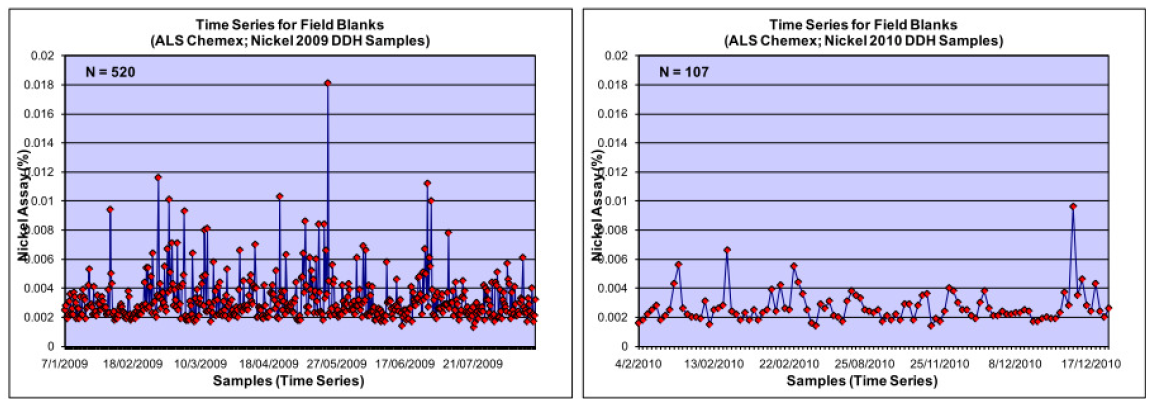 Time Series for Field Blanks
(ALS Chemex; Nickel 2009 DDH Samples)
N = 520
Nickel Assay (%)
0.02
0.018
0.016
0.014
0.012
0.01
0.008
0.006
0.004
0.002
0
7/1/2009 18/02/2009 10/3/2009 18/04/2009 27/05/2009 17/06/2009 21/07/2009
Samples (Time Series)
Time Series for Field Blanks
(ALS Chemex; Nickel 2010 DDH Samples)
N = 107
Nickel Assay (%)
0.02
0.018
0.016
0.014
0.012
0.01
0.008
0.006
0.004
0.002
0
4/2/2010 13/02/2010 22/02/2010 25/08/2010 25/11/2010 8/12/2010 17/12/2010
Samples (Time Series)